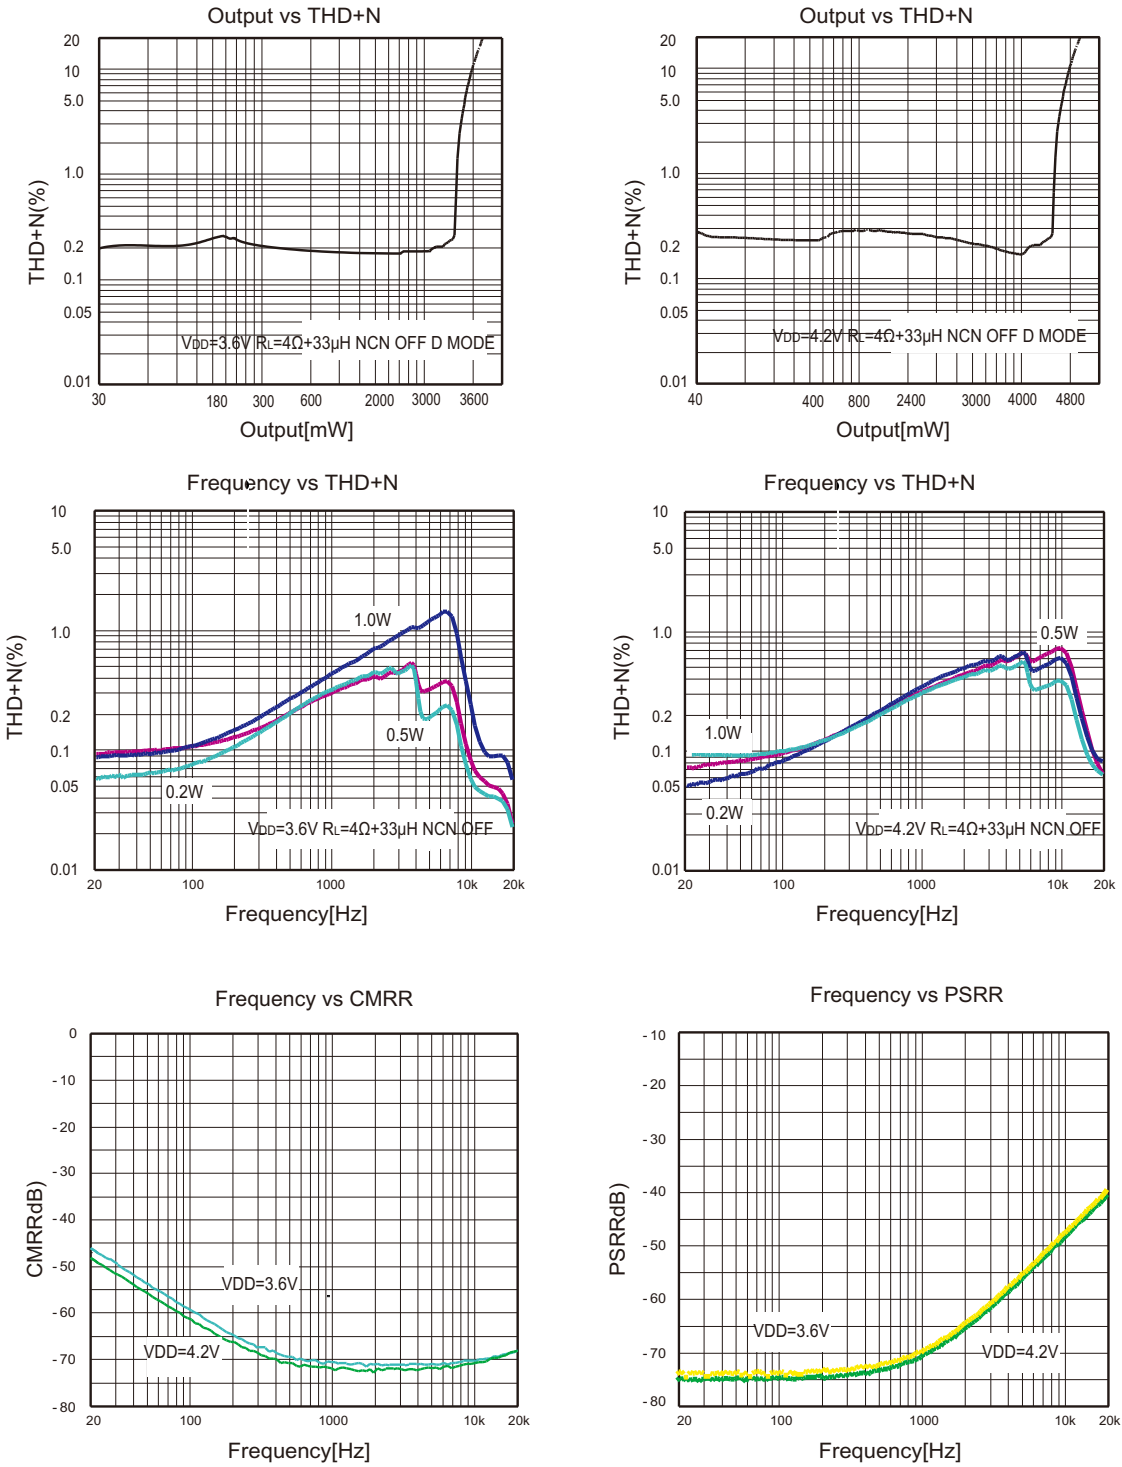 Output vs THD+N
20
10
5.0
1.0
0.2
0.1
0.05
0.01
THD+N(%)
VDD=3.6V RL=4Ω+33μH NCN OFF D MODE
30 180 300 600 2000 3000 3600
Output[mW]
Output vs THD+N
20
10
5.0
1.0
0.2
0.1
0.05
0.01
THD+N(%)
VDD=4.2V RL=4Ω+33μH NCN OFF D MODE
40 400 800 2400 3000 4000 4800
Output[mW]
Frequency vs THD+N
10
5.0
1.0
0.2
0.1
0.05
0.01
THD+N(%)
1.0W
0.5W
0.2W
VDD=3.6V RL=4Ω+33μH NCN OFF
20 100 1000 10k 20k
Frequency[Hz]
Frequency vs THD+N
10
5.0
1.0
0.2
0.1
0.05
0.01
THD+N(%)
0.5W
1.0W
0.2W
VDD=4.2V RL=4Ω+33μH NCN OFF
20 100 1000 10k 20k
Frequency[Hz]
Frequency vs CMRR
0
-10
-20
-30
-40
-50
-60
-70
-80
CMRRdB)
VDD=3.6V
VDD=4.2V
20 100 1000 10k 20k
Frequency[Hz]
Frequency vs PSRR
-10
-20
-30
-40
-50
-60
-70
-80
PSRRdB)
VDD=3.6V
VDD=4.2V
20 100 1000 10k 20k
Frequency[Hz]